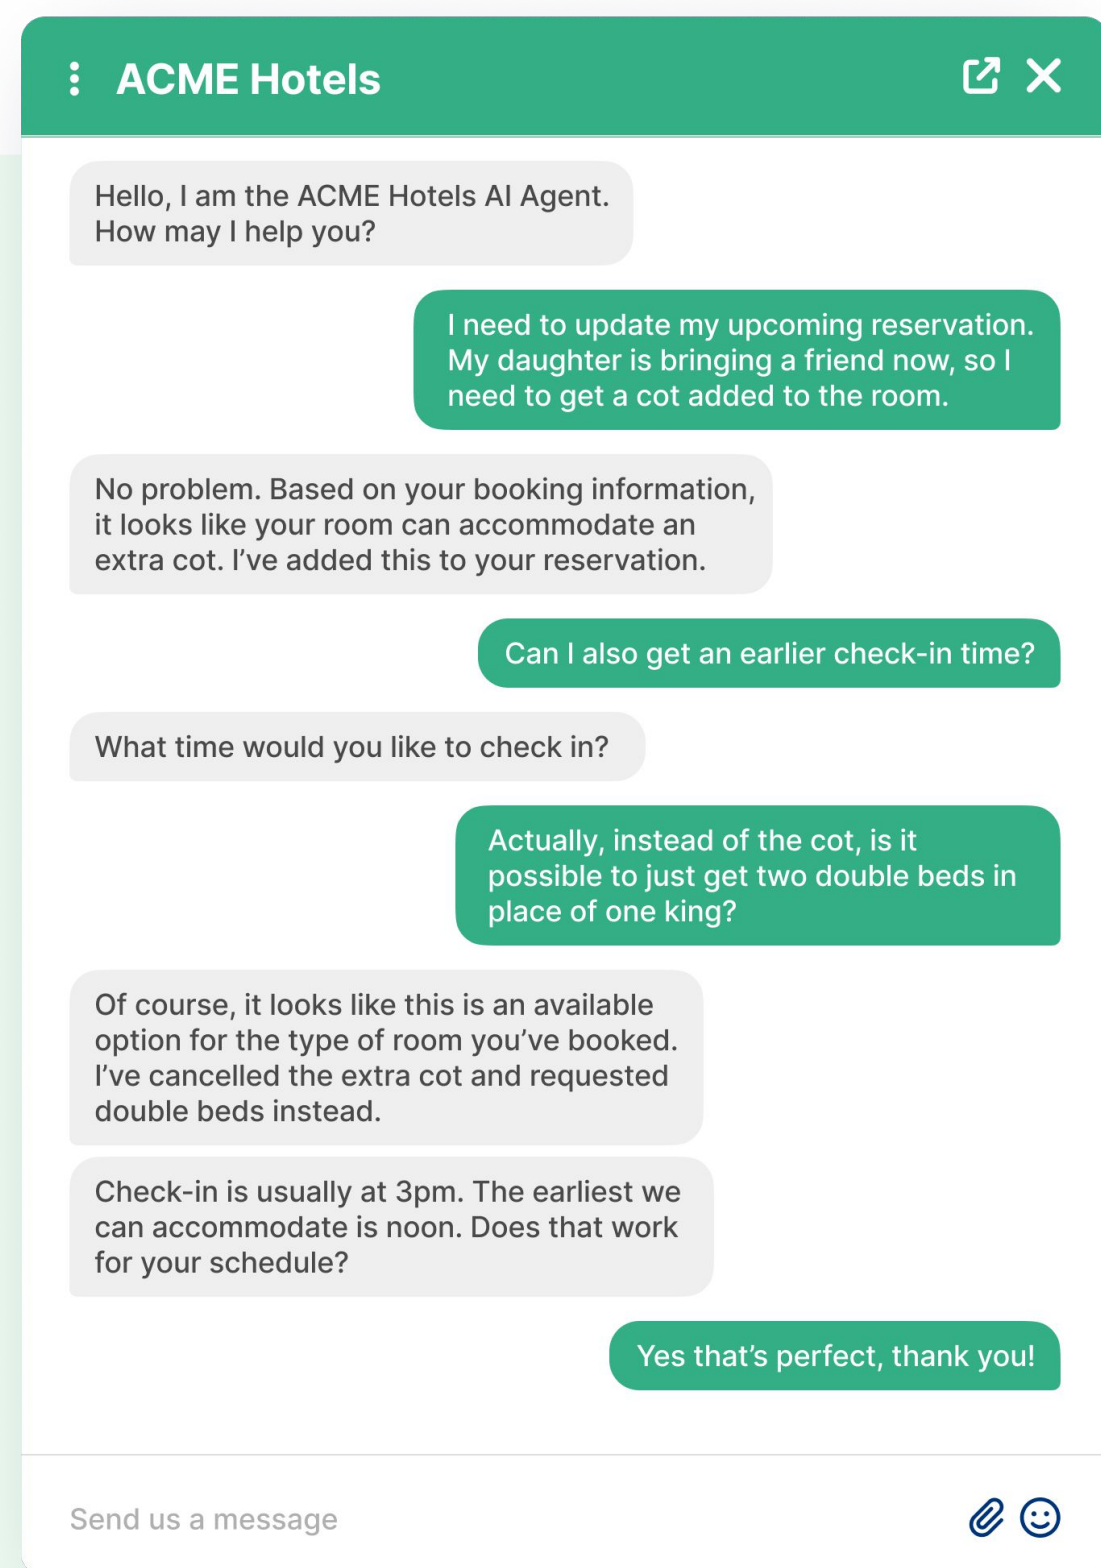 ACME Hotels
Hello, I am the ACME Hotels AI Agent.
How may I help you?
I need to update my upcoming reservation.
My daughter is bringing a friend now, so I
need to get a cot added to the room.
No problem. Based on your booking information,
it looks like your room can accommodate an
extra cot. I’ve added this to your reservation.
Can I also get an earlier check-in time?
What time would you like to check in?
Actually, instead of the cot, is it
possible to just get two double beds in
place of one king?
Of course, it looks like this is an available
option for the type of room you’ve booked.
I’ve cancelled the extra cot and requested
double beds instead.
Check-in is usually at 3pm. The earliest we
can accommodate is noon. Does that work
for your schedule?
Yes that’s perfect, thank you!
Send us a message